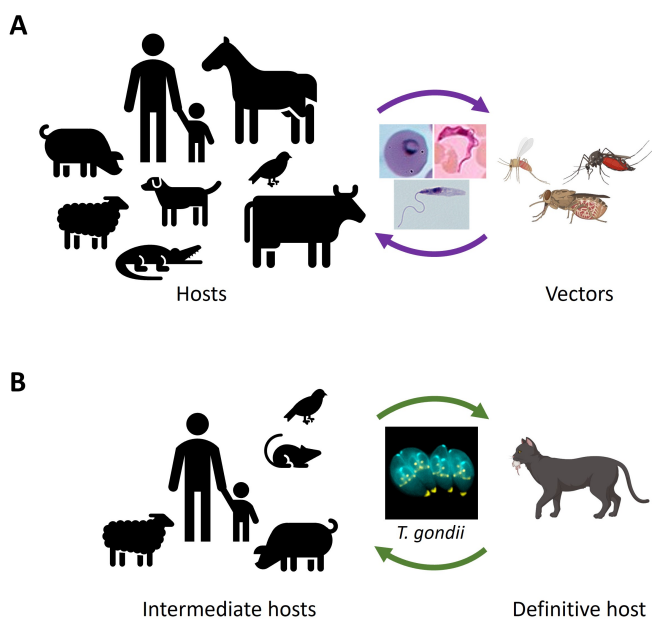 A
Hosts
Vectors
B
T. gondii
Intermediate hosts
Definitive host